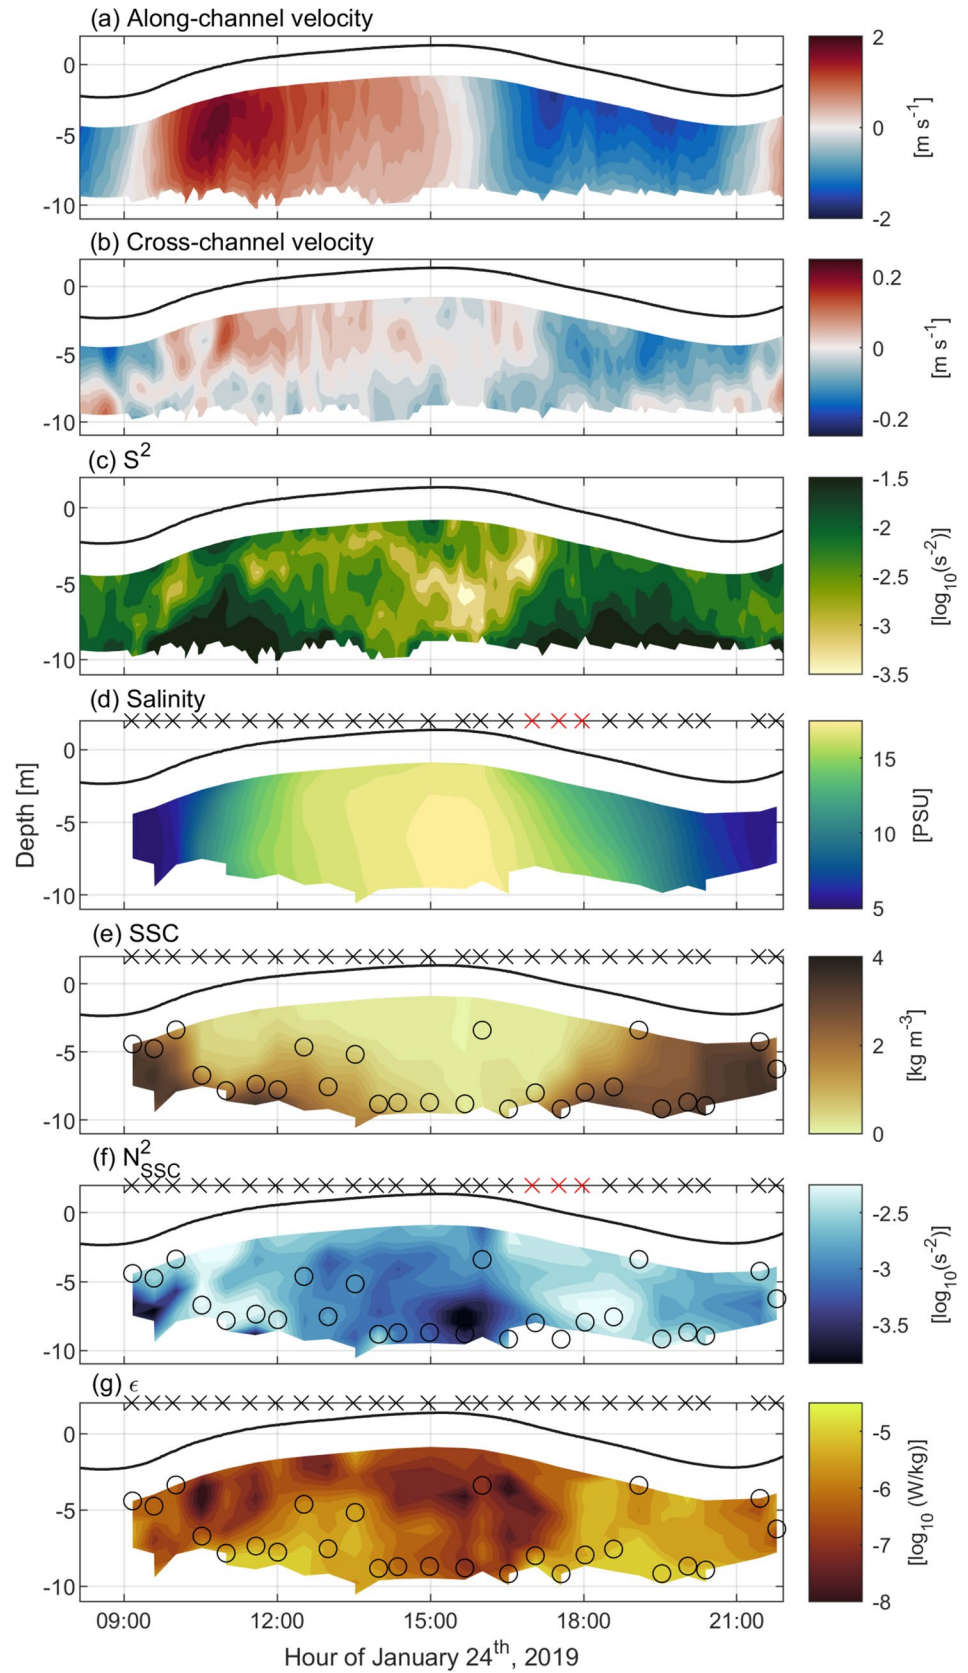 (a) Along-channel velocity
0
-5
-10
2
0
-2
[m s-1]
(b) Cross-channel velocity
0
-5
-10
0.2
0
-0.2
[m s-1]
(c) S2
0
-5
-10
-1.5
-2
-2.5
-3
-3.5
[log10(s-2)]
(d) Salinity
0
-5
-10
Depth [m]
15
10
5
[PSU]
(e) SSC
0
-5
-10
4
2
0
[kg m-3]
(f) N2SSC
0
-5
-10
-2.5
-3
-3.5
[log10(s-2)]
(g) ϵ
0
-5
-10
-5
-6
-7
-8
[log10 (W/kg)]
09:00 12:00 15:00 18:00 21:00
Hour of January 24th, 2019